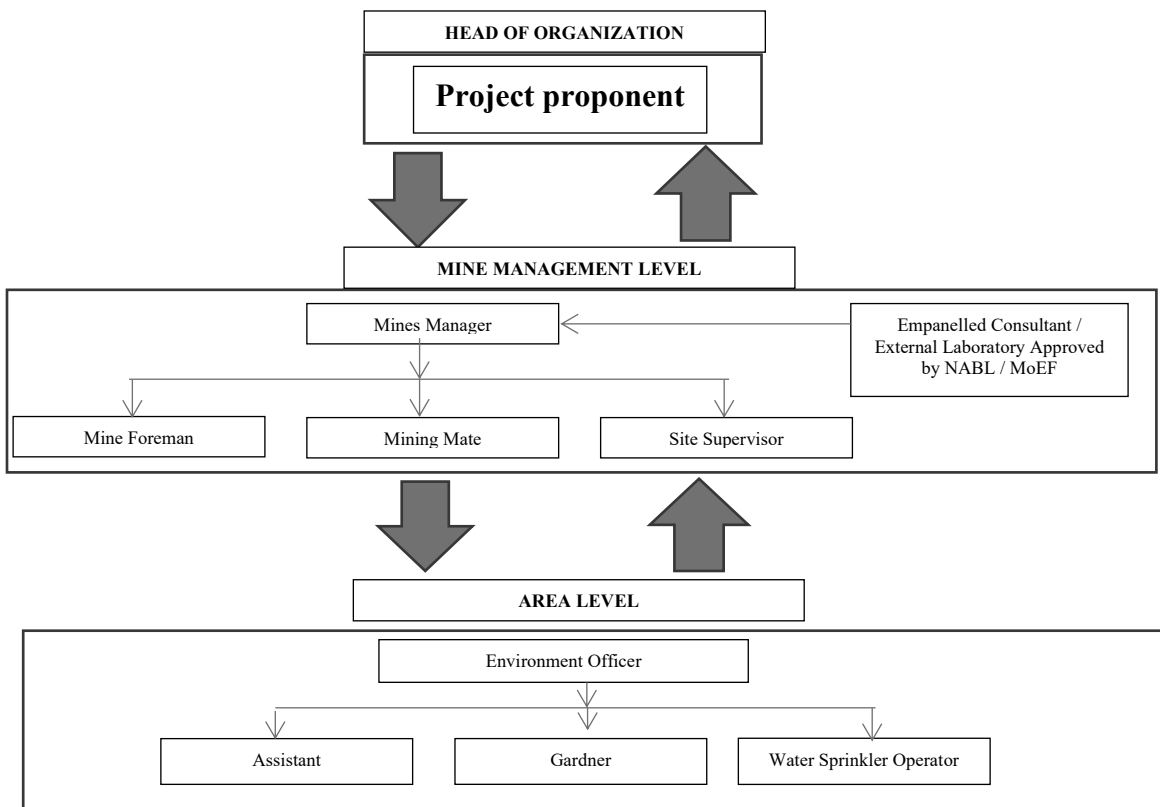 HEAD OF ORGANIZATION
Project proponent
MINE MANAGEMENT LEVEL
Mines Manager
Empanelled Consultant /
External Laboratory Approved
by NABL / MoEF
Mine Foreman
Mining Mate
Site Supervisor
AREA LEVEL
Environment Officer
Assistant
Gardner
Water Sprinkler Operator